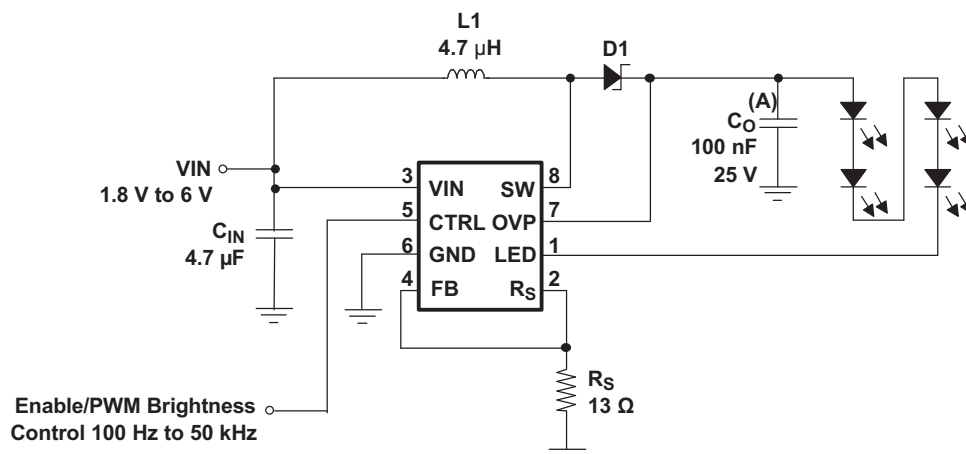 L1
4.7 µH
D1
(A)
CO
100 nF
25 V
VIN
1.8 V to 6 V
CIN
4.7 µF
3 VIN SW 8
5 CTRL OVP 7
6 GND LED 1
4 FB RS 2
RS
13 Ω
Enable/PWM Brightness
Control 100 Hz to 50 kHz